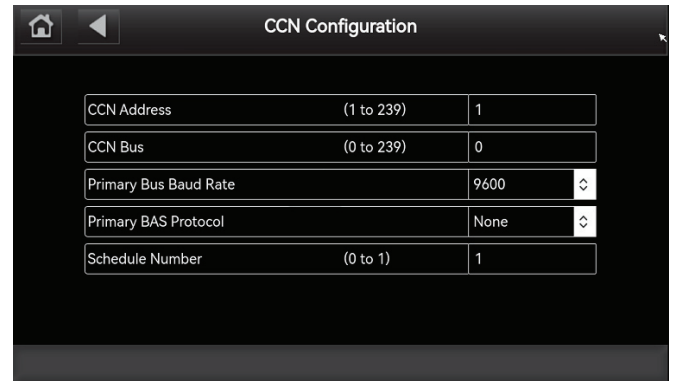 CCN Configuration
CCN Address (1 to 239) 1
CCN Bus (0 to 239) 0
Primary Bus Baud Rate 9600
Primary BAS Protocol None
Schedule Number (0 to 1) 1